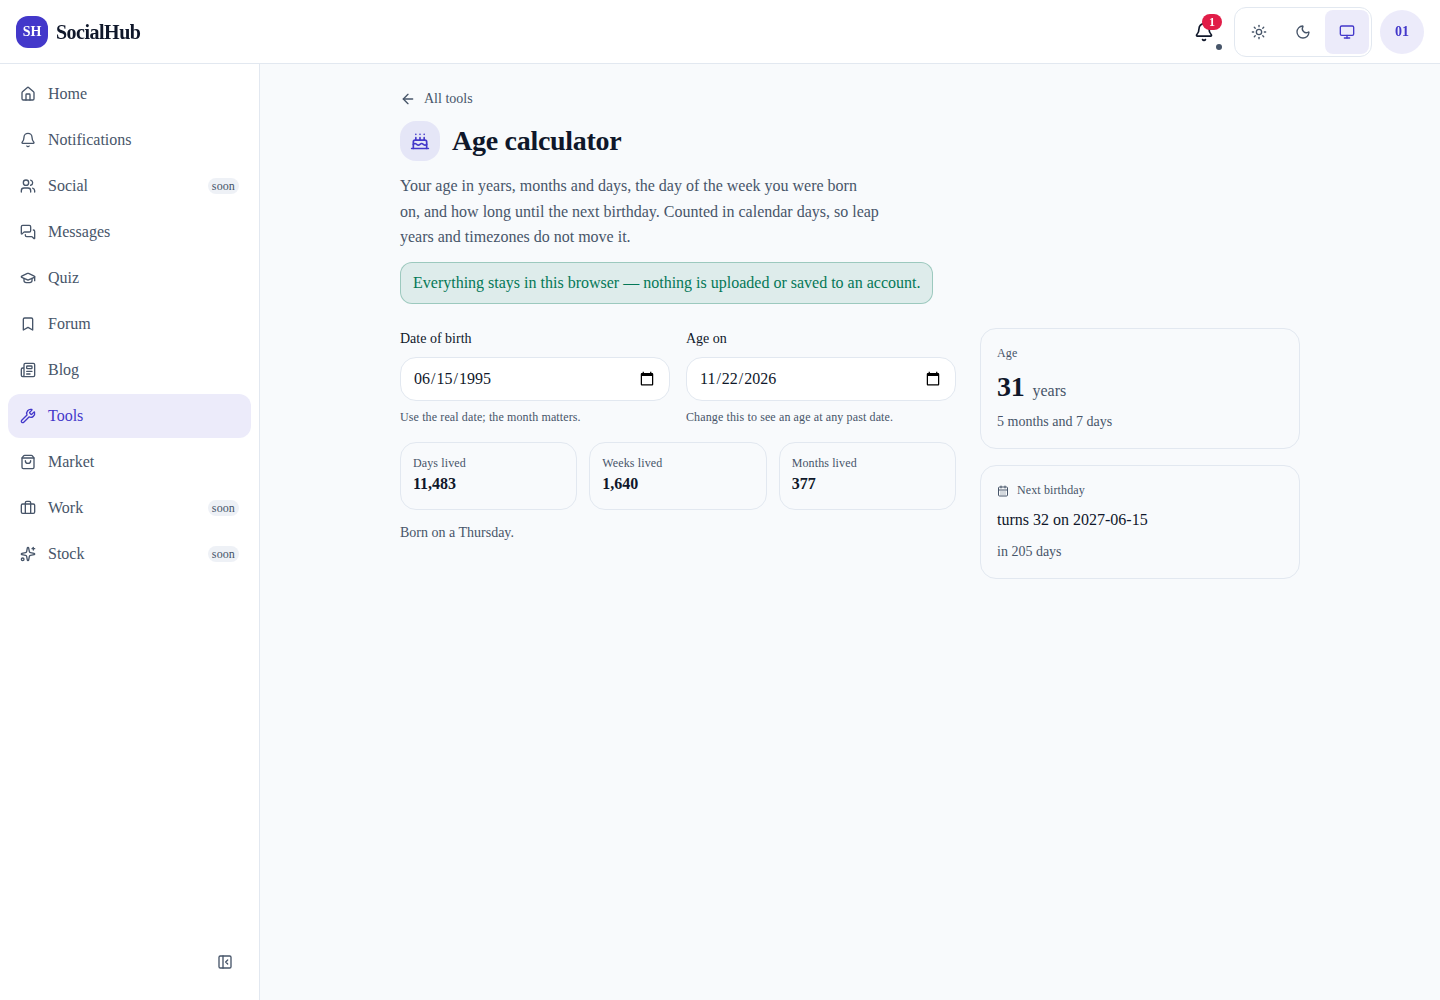 SH SocialHub
1
01
Home
Notifications
Social soon
Messages
Quiz
Forum
Blog
Tools
Market
Work soon
Stock soon
All tools
Age calculator
Your age in years, months and days, the day of the week you were born
on, and how long until the next birthday. Counted in calendar days, so leap
years and timezones do not move it.
Everything stays in this browser — nothing is uploaded or saved to an account.
Date of birth
06/15/1995
Use the real date; the month matters.
Age on
11/22/2026
Change this to see an age at any past date.
Days lived
11,483
Weeks lived
1,640
Months lived
377
Born on a Thursday.
Age
31 years
5 months and 7 days
Next birthday
turns 32 on 2027-06-15
in 205 days